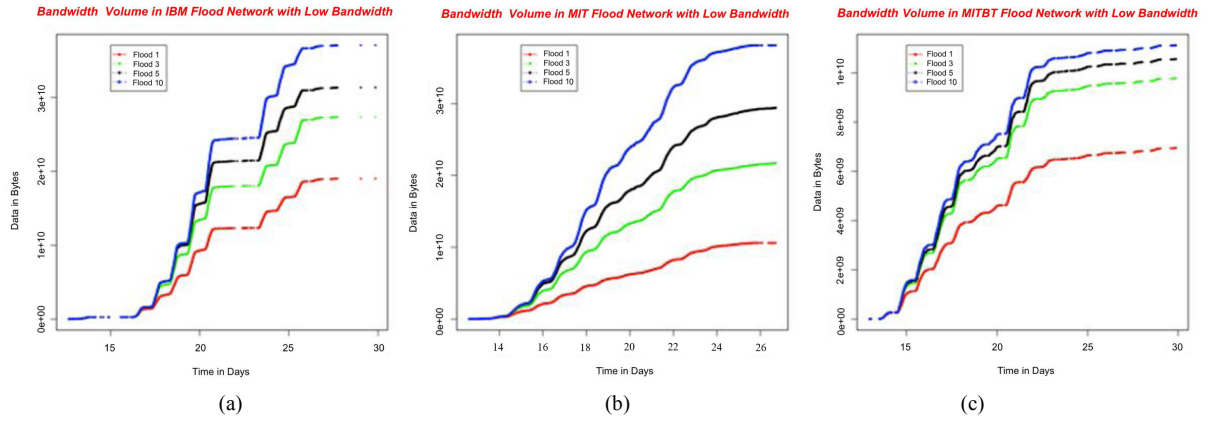 Bandwidth Volume in IBM Flood Network with Low Bandwidth
Flood 1
Flood 3
Flood 5
Flood 10
Data in Bytes
0e+00
1e+10
2e+10
3e+10
15
20
25
30
Time in Days
(a)
Bandwidth Volume in MIT Flood Network with Low Bandwidth
Flood 1
Flood 3
Flood 5
Flood 10
Data in Bytes
0e+00
1e+10
2e+10
3e+10
14
16
18
20
22
24
26
Time in Days
(b)
Bandwidth Volume in MITBT Flood Network with Low Bandwidth
Flood 1
Flood 3
Flood 5
Flood 10
Data in Bytes
0e+00
2e+09
4e+09
6e+09
8e+09
1e+10
15
20
25
30
Time in Days
(c)